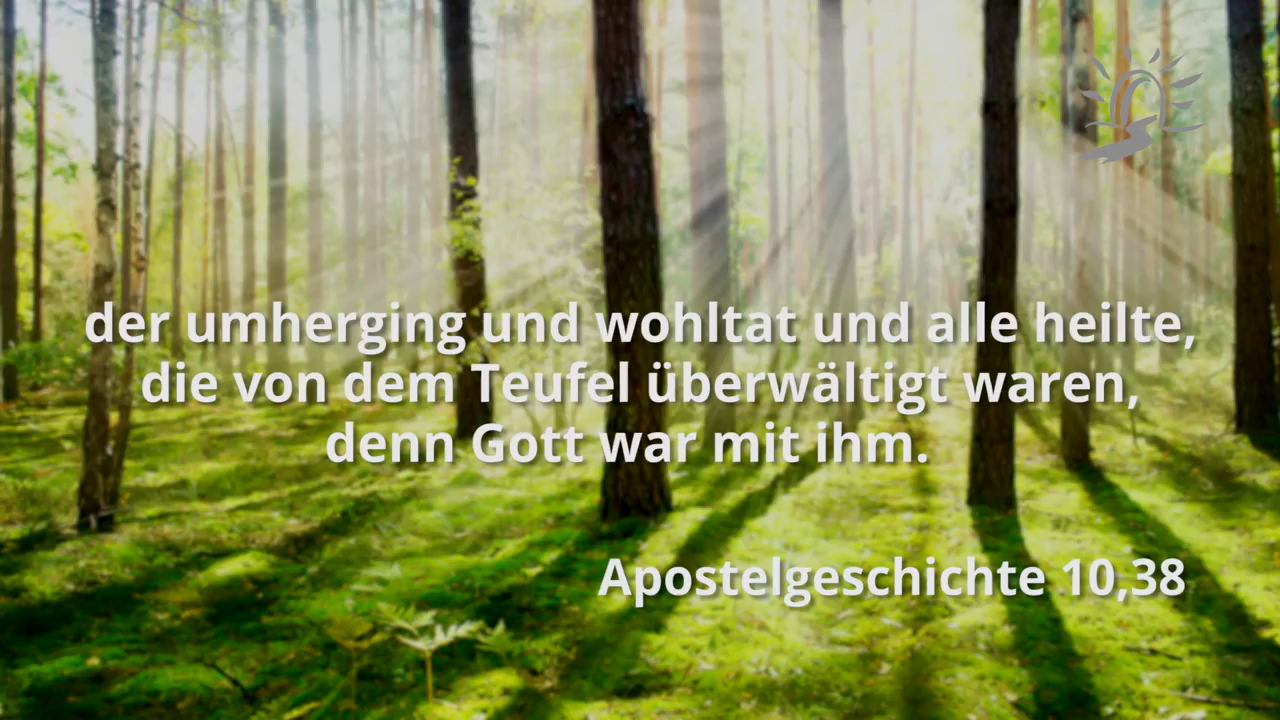 der umherging und wohltat und alle heilte,
die von dem Teufel überwältigt waren,
denn Gott war mit ihm.
Apostelgeschichte 10,38